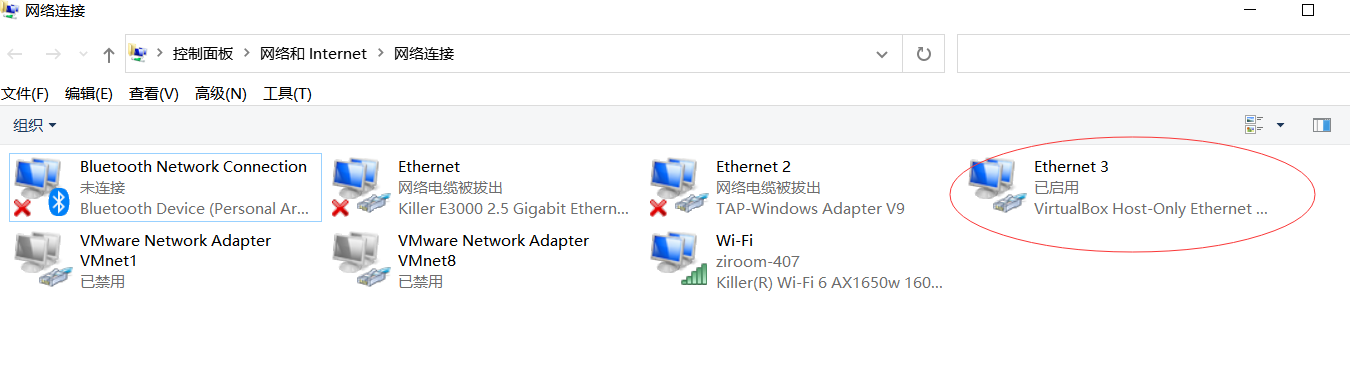 网络连接
控制面板 网络和 Internet 网络连接
文件(F) 编辑(E) 查看(V) 高级(N) 工具(T)
组织
Bluetooth Network Connection
未连接
Bluetooth Device (Personal Ar...
Ethernet
网络电缆被拔出
Killer E3000 2.5 Gigabit Ethern...
Ethernet 2
网络电缆被拔出
TAP-Windows Adapter V9
Ethernet 3
已启用
VirtualBox Host-Only Ethernet ...
VMware Network Adapter
VMnet1
已禁用
VMware Network Adapter
VMnet8
已禁用
Wi-Fi
ziroom-407
Killer(R) Wi-Fi 6 AX1650w 160...